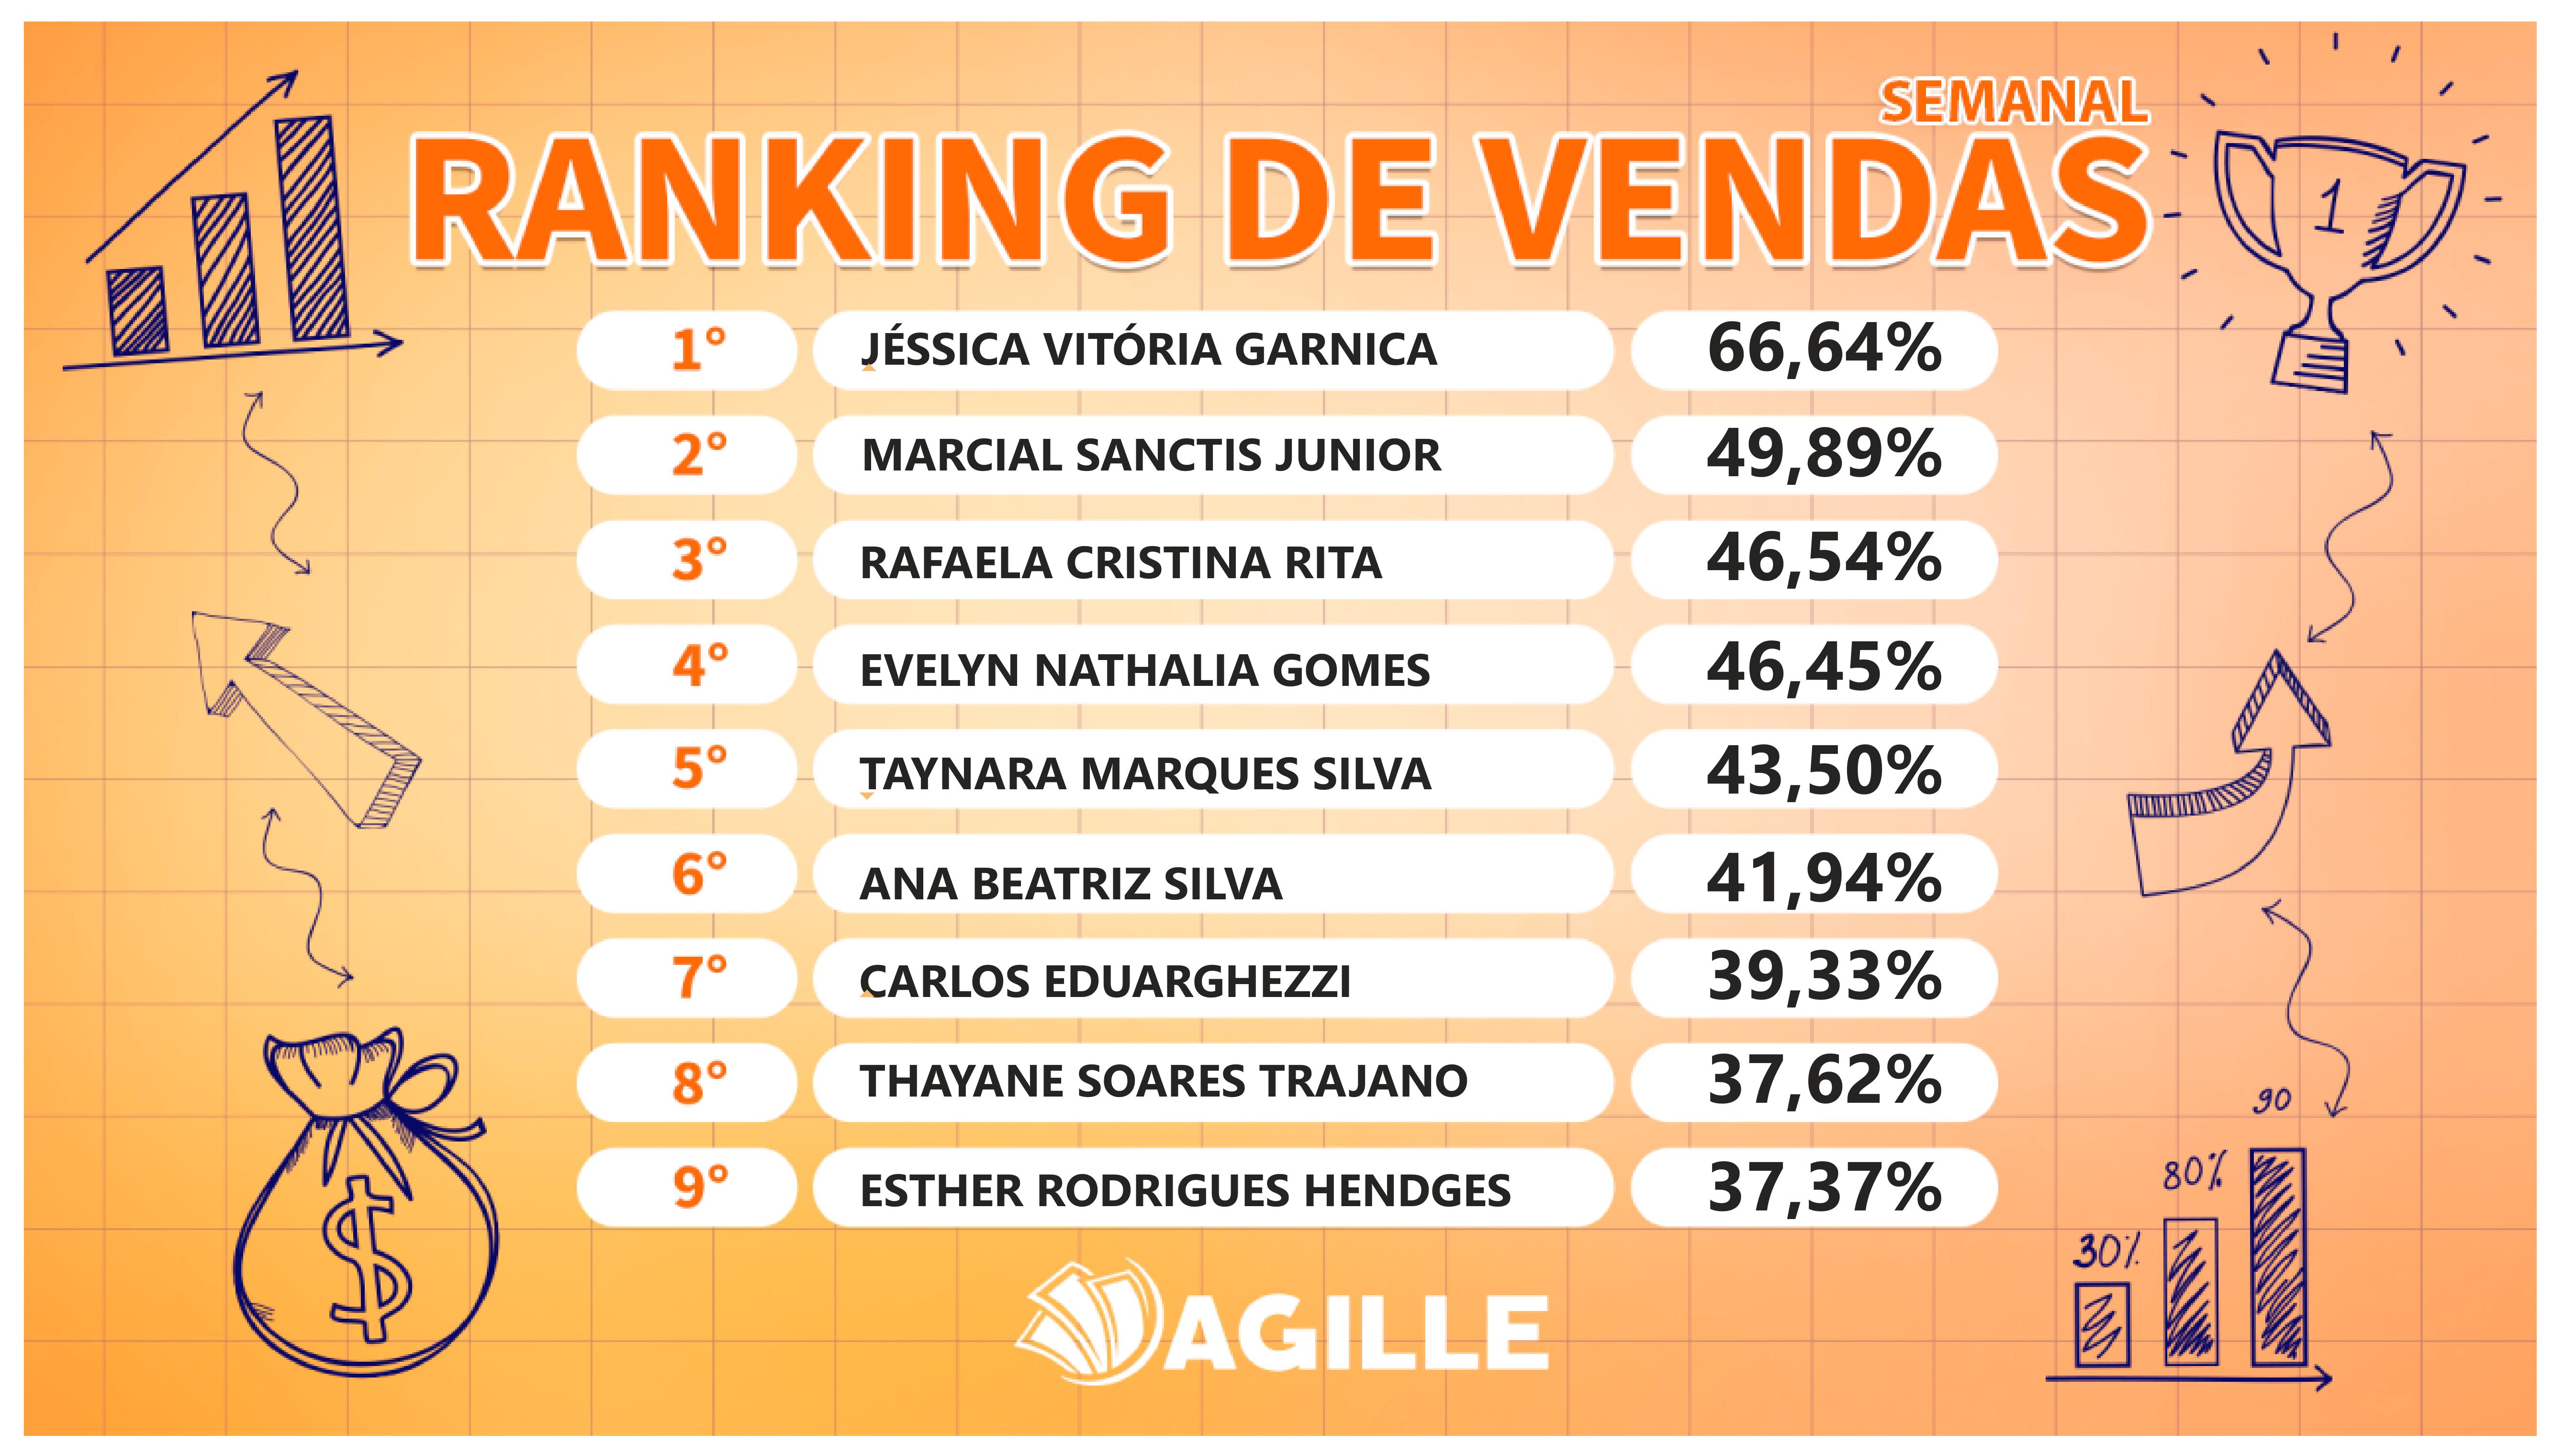 SEMANAL
RANKING DE VENDAS
1
1° JÉSSICA VITÓRIA GARNICA 66,64%
2° MARCIAL SANCTIS JUNIOR 49,89%
3° RAFAELA CRISTINA RITA 46,54%
4° EVELYN NATHALIA GOMES 46,45%
5° TAYNARA MARQUES SILVA 43,50%
6° ANA BEATRIZ SILVA 41,94%
7° CARLOS EDUARGHEZZI 39,33%
8° THAYANE SOARES TRAJANO 37,62%
9° ESTHER RODRIGUES HENDGES 37,37%
90
80%
30%
$
AGILLE